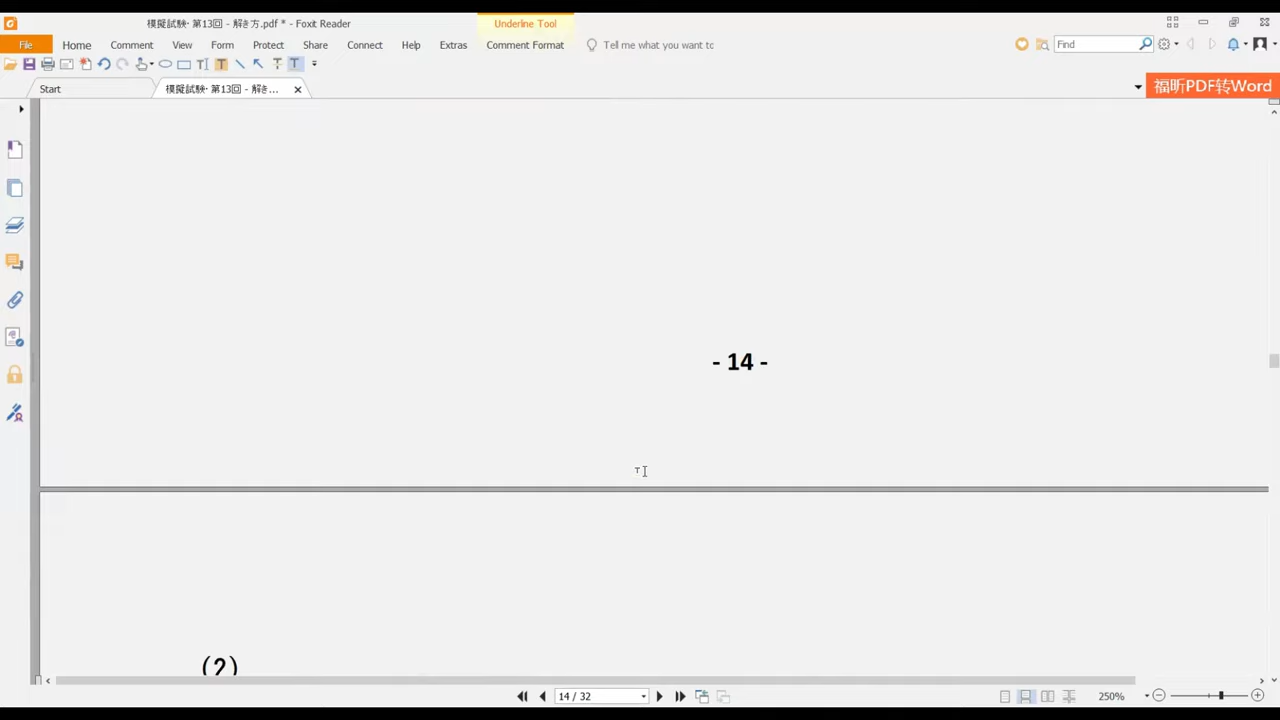 模擬試験· 第13回 - 解き方.pdf * - Foxit Reader
Underline Tool
File
Home
Comment
View
Form
Protect
Share
Connect
Help
Extras
Comment Format
Tell me what you want tc
Find
Start
模擬試験· 第13回 - 解き...
福昕PDF转Word
- 14 -
(2)
14 / 32
250%